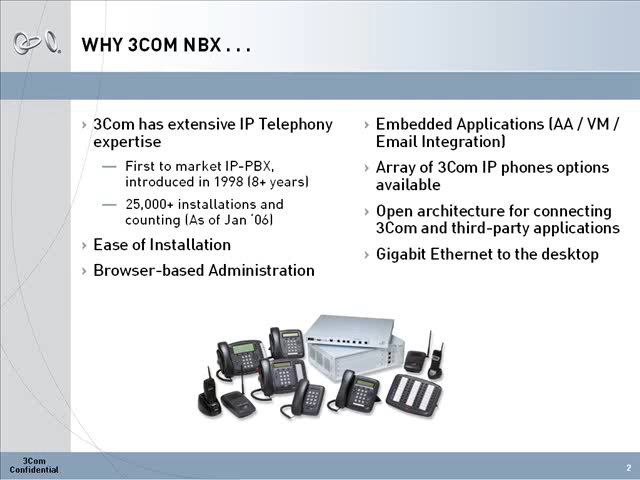 WHY 3COM NBX . . .
› 3Com has extensive IP Telephony
expertise
— First to market IP-PBX,
introduced in 1998 (8+ years)
— 25,000+ installations and
counting (As of Jan ‘06)
› Ease of Installation
› Browser-based Administration
› Embedded Applications (AA / VM /
Email Integration)
› Array of 3Com IP phones options
available
› Open architecture for connecting
3Com and third-party applications
› Gigabit Ethernet to the desktop
3Com
Confidential
2